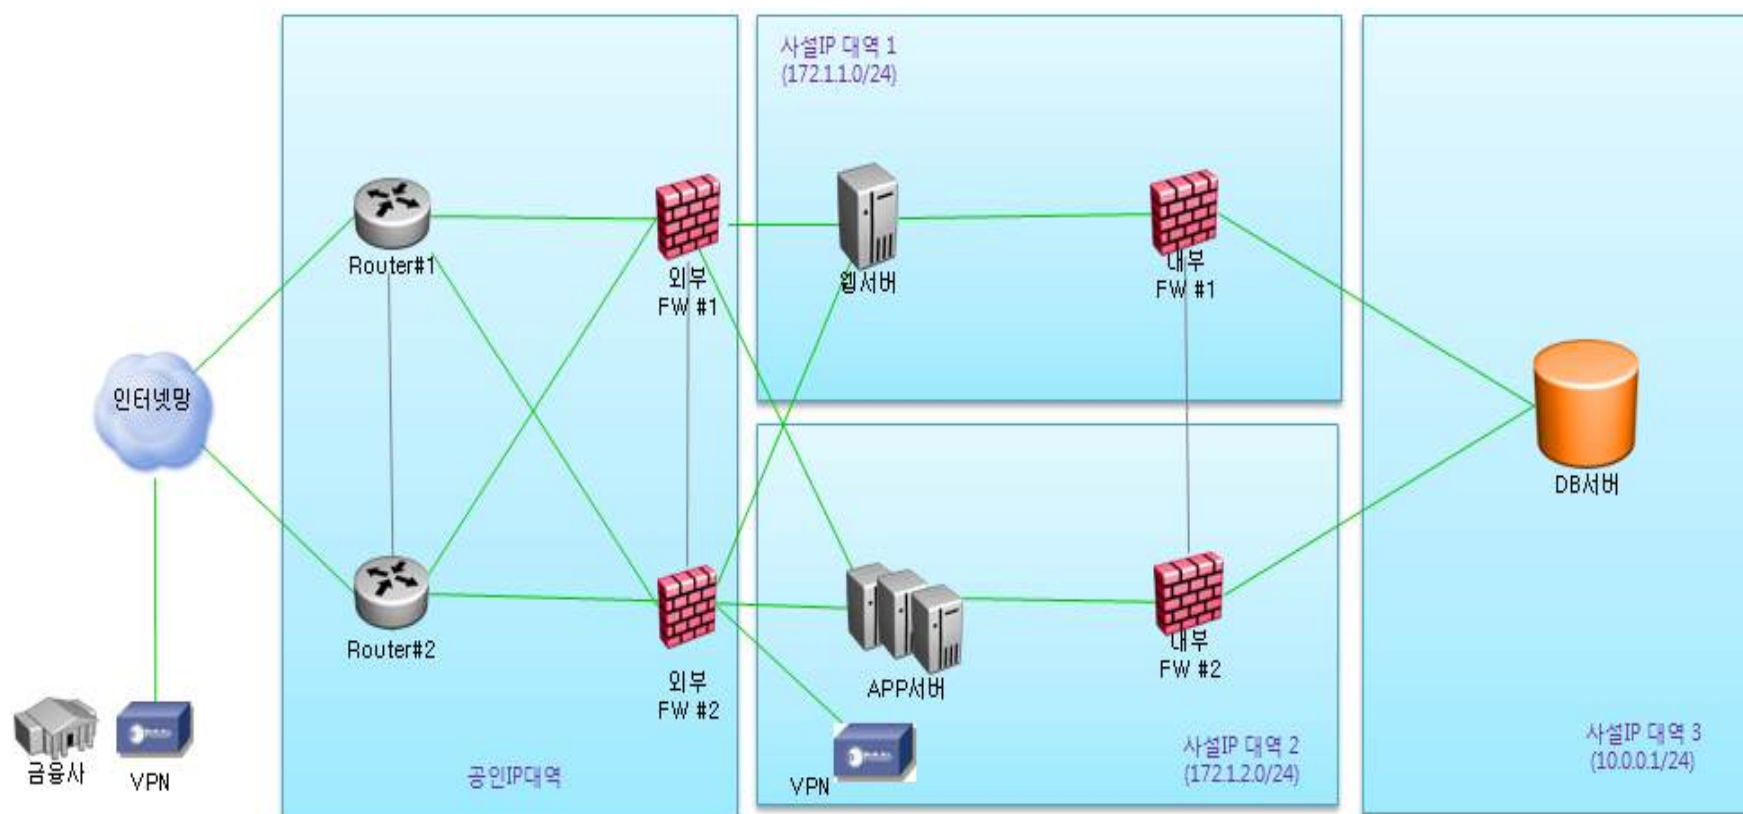 사설IP 대역 1
(172.1.1.0/24)
Router#1
외부
FW #1
웹서버
내부
FW #1
인터넷망
DB서버
Router#2
외부
FW #2
APP서버
내부
FW #2
금융사
VPN
공인IP대역
VPN
사설IP 대역 2
(172.1.2.0/24)
사설IP 대역 3
(10.0.0.1/24)